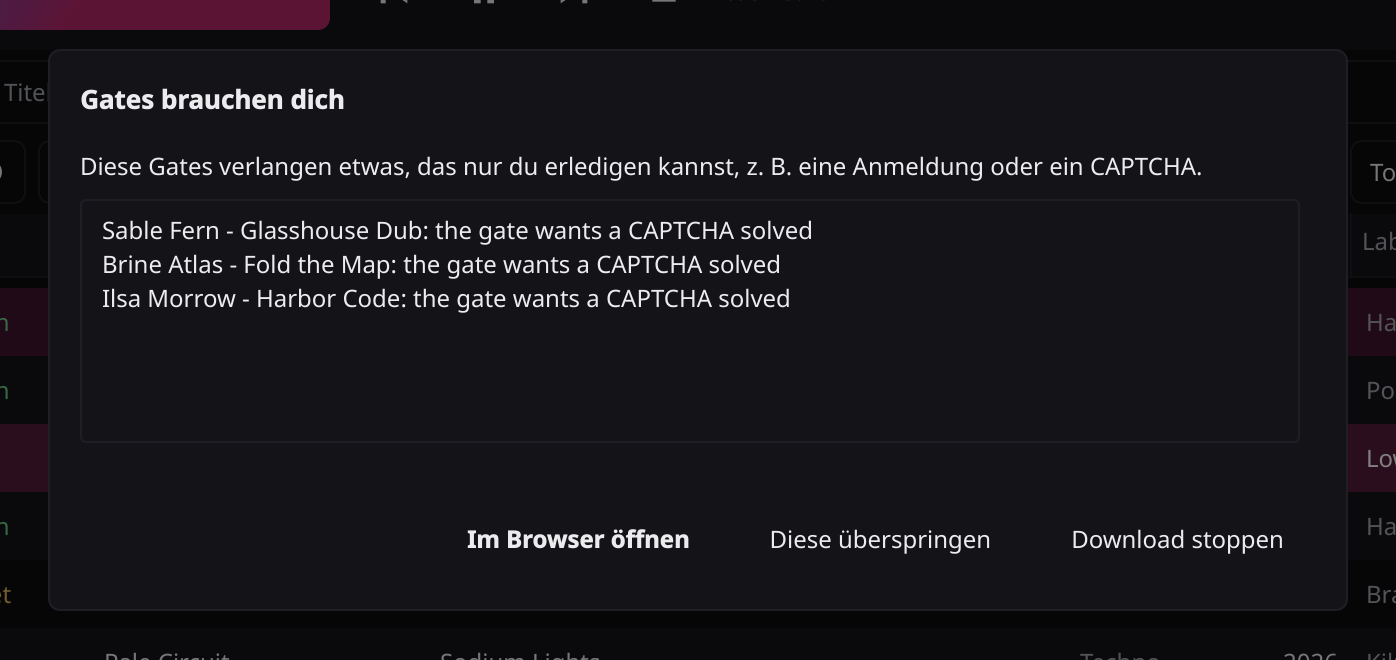 Gates brauchen dich
Diese Gates verlangen etwas, das nur du erledigen kannst, z. B. eine Anmeldung oder ein CAPTCHA.
Sable Fern - Glasshouse Dub: the gate wants a CAPTCHA solved
Brine Atlas - Fold the Map: the gate wants a CAPTCHA solved
Ilsa Morrow - Harbor Code: the gate wants a CAPTCHA solved
Im Browser öffnen
Diese überspringen
Download stoppen